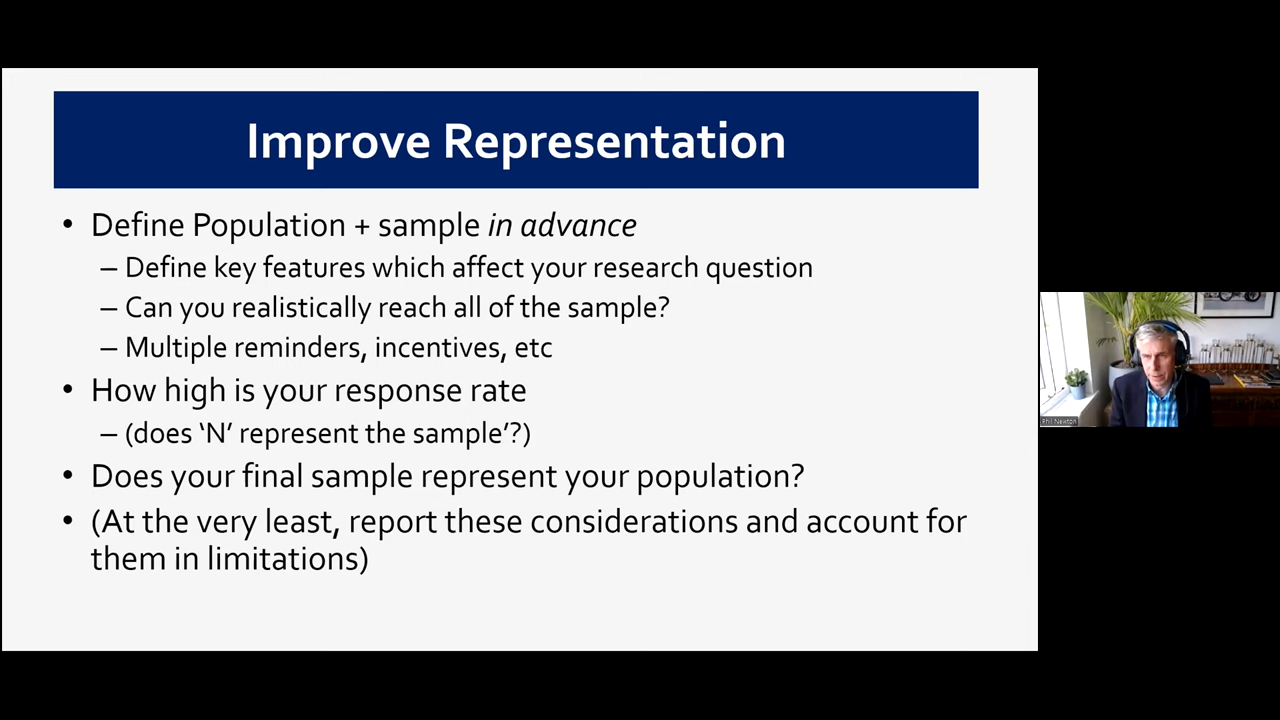 Improve Representation
• Define Population + sample in advance
– Define key features which affect your research question
– Can you realistically reach all of the sample?
– Multiple reminders, incentives, etc
• How high is your response rate
– (does ‘N’ represent the sample’?)
• Does your final sample represent your population?
• (At the very least, report these considerations and account for
them in limitations)
Phil Newton